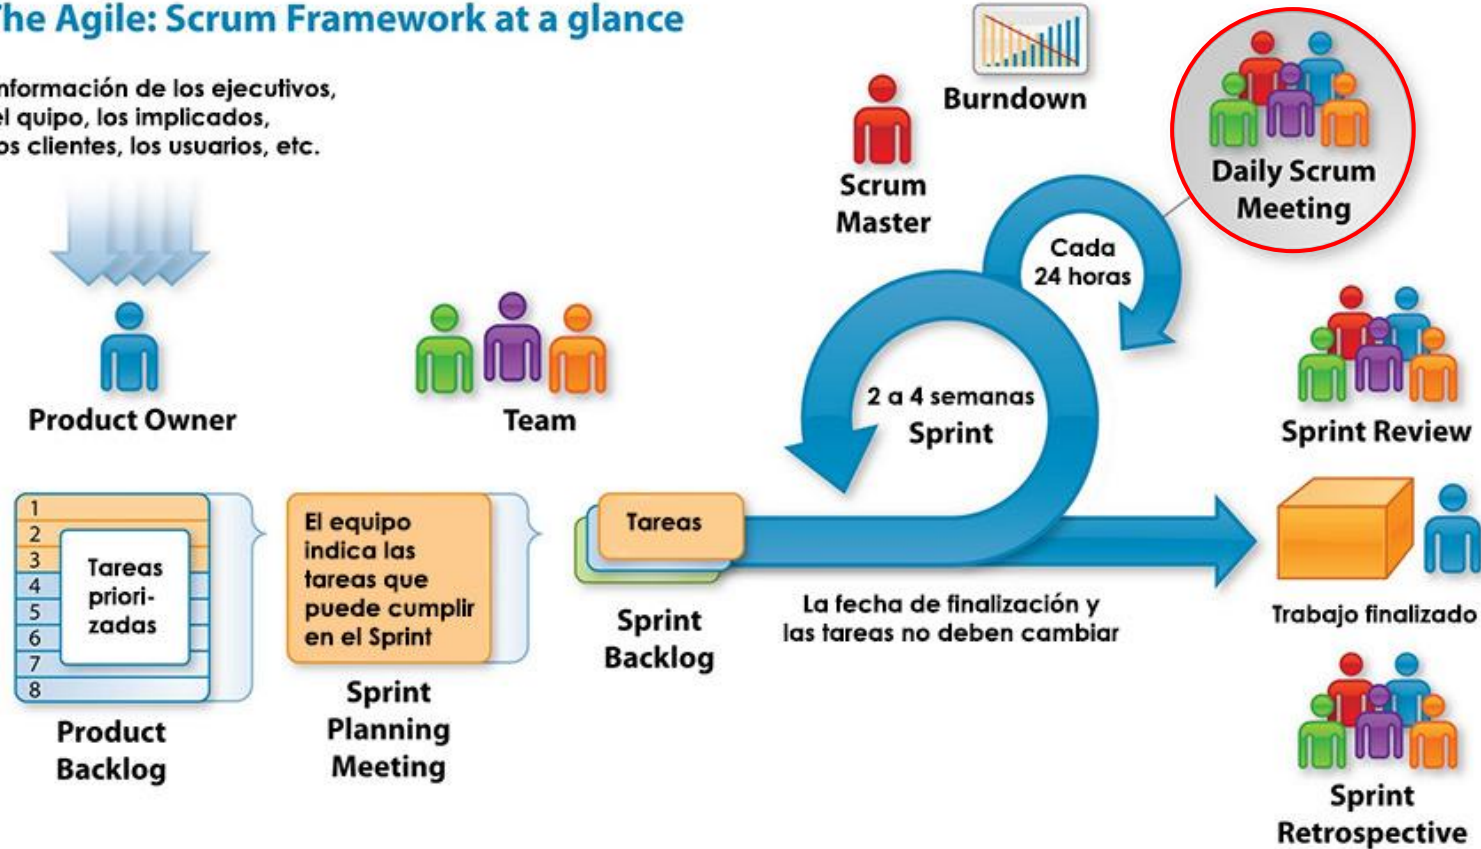 The Agile: Scrum Framework at a glance
nformación de los ejecutivos,
el quipo, los implicados,
os clientes, los usuarios, etc.
Burndown
Scrum
Master
Daily Scrum
Meeting
Cada
24 horas
Product Owner
Team
2 a 4 semanas
Sprint
Sprint Review
1
2
3
4
5
6
7
8
Tareas
priori-
zadas
Product
Backlog
El equipo
indica las
tareas que
puede cumplir
en el Sprint
Sprint
Planning
Meeting
Tareas
Sprint
Backlog
La fecha de finalización y
las tareas no deben cambiar
Trabajo finalizado
Sprint
Retrospective